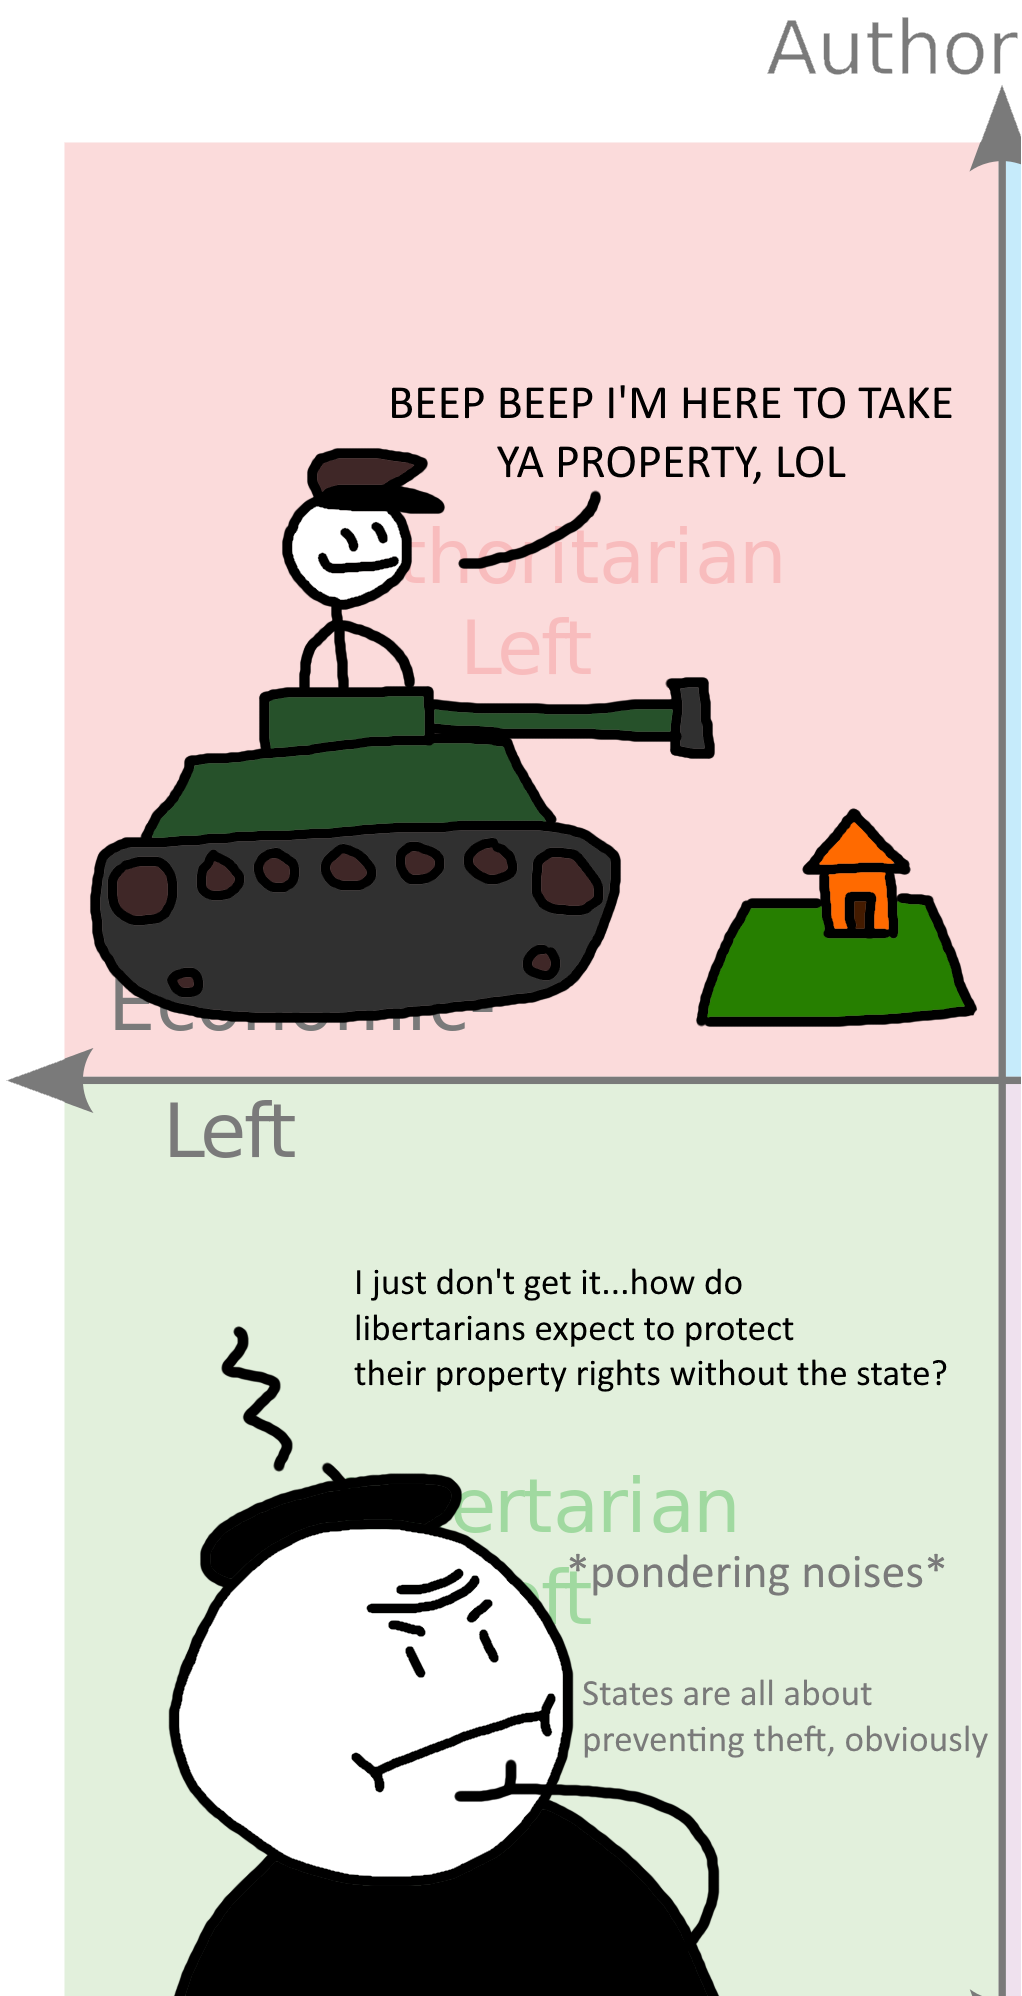 Author
BEEP BEEP I'M HERE TO TAKE
YA PROPERTY, LOL
thoritarian
Left
Economic-
Left
I just don't get it...how do
libertarians expect to protect
their property rights without the state?
ertarian
*pondering noises*
ft
States are all about
preventing theft, obviously